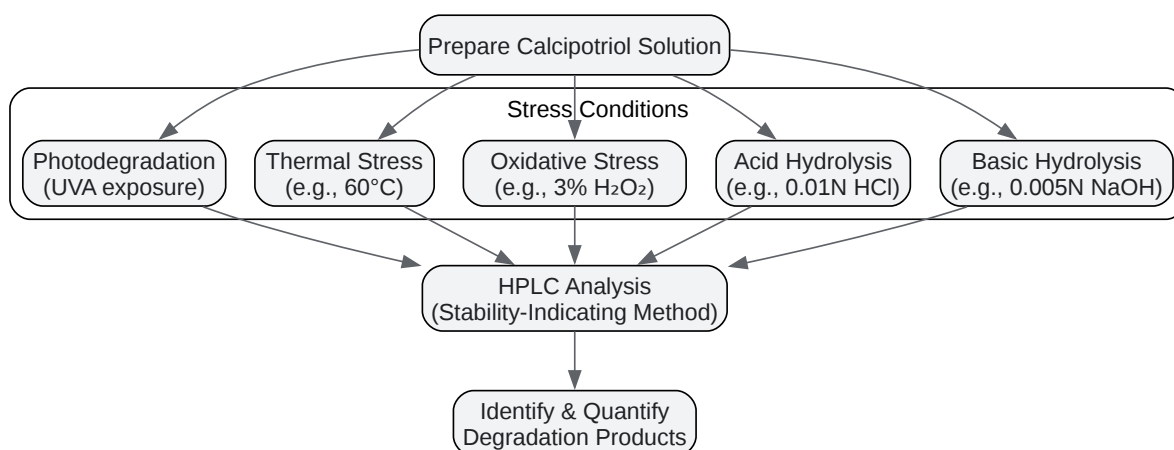 Prepare Calcipotriol Solution
Stress Conditions
Photodegradation
(UVA exposure)
Thermal Stress
(e.g., 60°C)
Oxidative Stress
(e.g., 3% H₂O₂)
Acid Hydrolysis
(e.g., 0.01N HCl)
Basic Hydrolysis
(e.g., 0.005N NaOH)
HPLC Analysis
(Stability-Indicating Method)
Identify & Quantify
Degradation Products